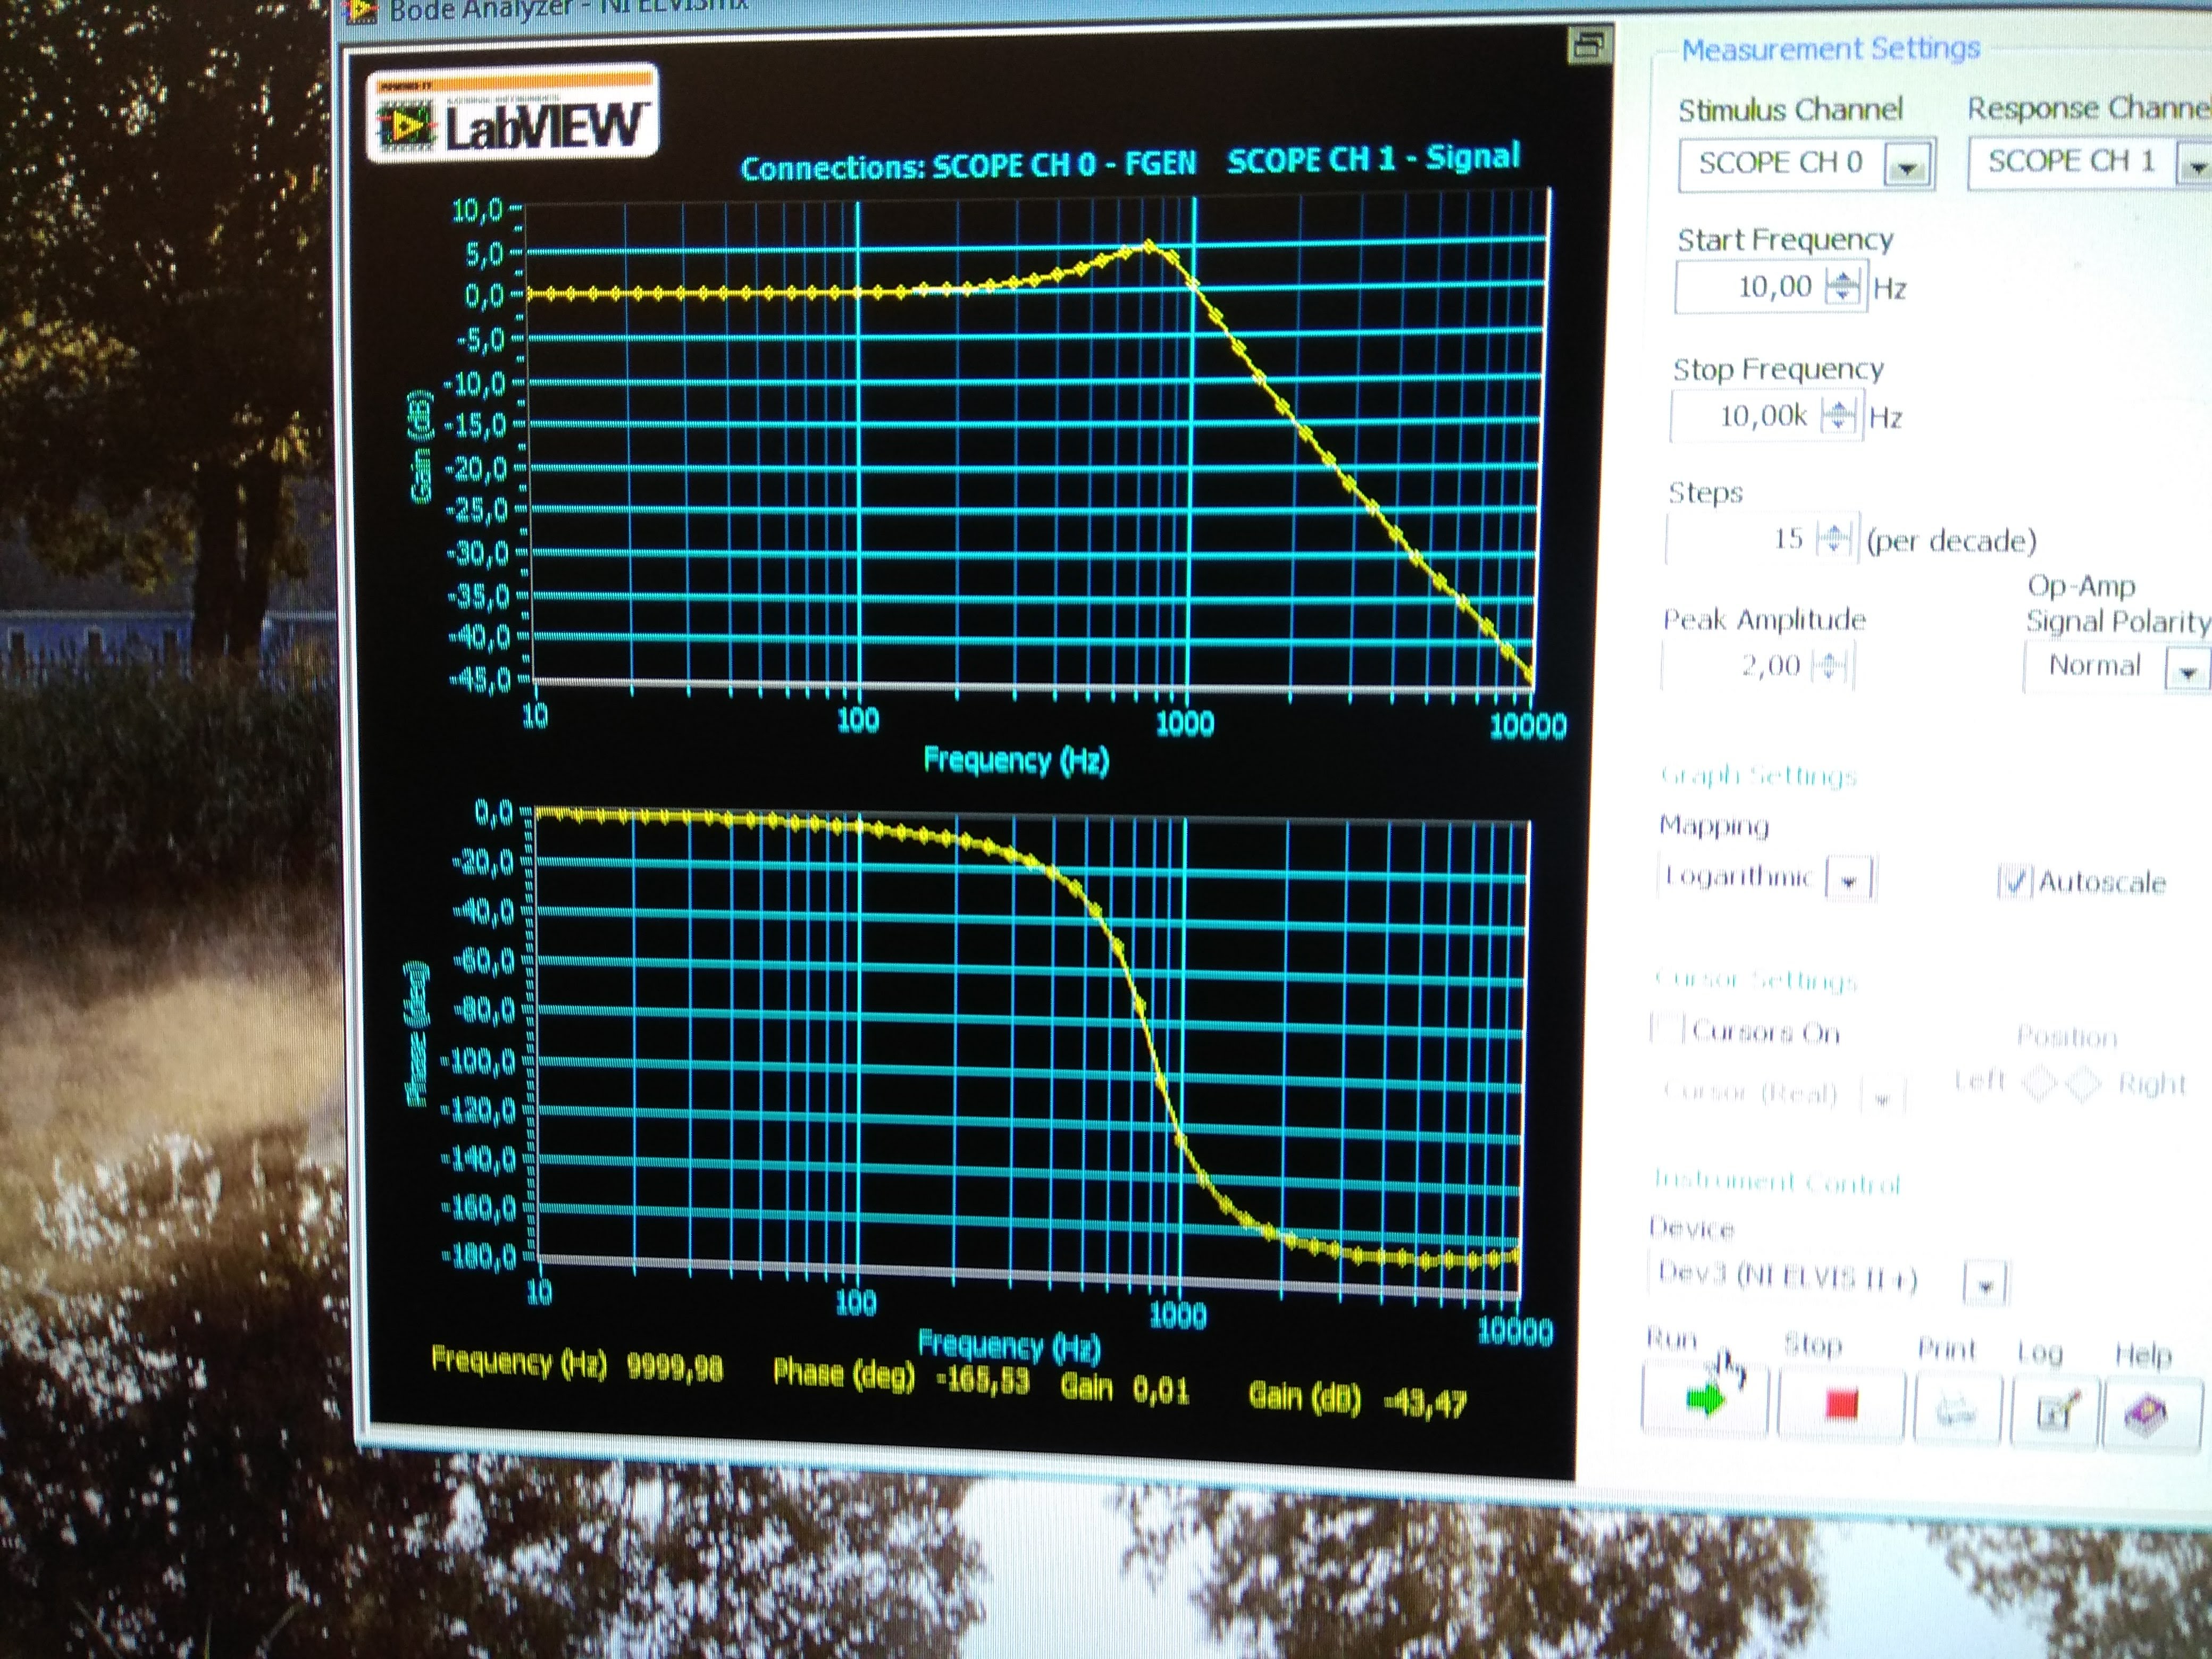 Bode Analyzer - NI ELVISmx
LabVIEW
Connections: SCOPE CH 0 - FGEN SCOPE CH 1 - Signal
10,0
5,0
0,0
-5,0
-10,0
-15,0
-20,0
-25,0
-30,0
-35,0
-40,0
-45,0
Gain (dB)
10 100 1000 10000
Frequency (Hz)
0,0
-20,0
-40,0
-60,0
-80,0
-100,0
-120,0
-140,0
-160,0
-180,0
Phase (deg)
10 100 1000 10000
Frequency (Hz)
Frequency (Hz) 9999,98 Phase (deg) -165,53 Gain 0,01 Gain (dB) -43,47
Measurement Settings
Stimulus Channel Response Channe
SCOPE CH 0 SCOPE CH 1
Start Frequency
10,00 Hz
Stop Frequency
10,00k Hz
Steps
15 (per decade)
Op-Amp
Peak Amplitude Signal Polarity
2,00 Normal
Graph Settings
Mapping
Logarithmic Autoscale
Cursor Settings
Cursors On Position
Cursor (Real) Left Right
Instrument Control
Device
Dev3 (NI ELVIS II+)
Run Stop Print Log Help